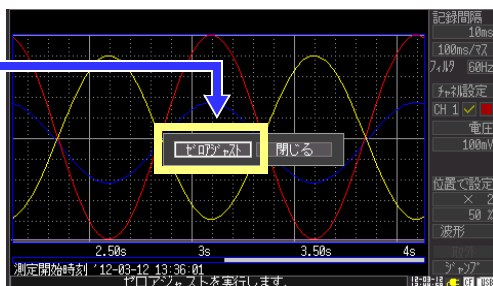 記録間隔
10ms
100ms/マス
フィルタ 60Hz
チャネル設定
CH 1
電圧
100mV
位置で設定
× 2
50 %
波形
ジャンプ
ゼロアジャスト 閉じる
2.50s 3s 3.50s 4s
測定開始時刻 '12-03-12 13:36:01
ゼロアジャストを実行します。
CF USB